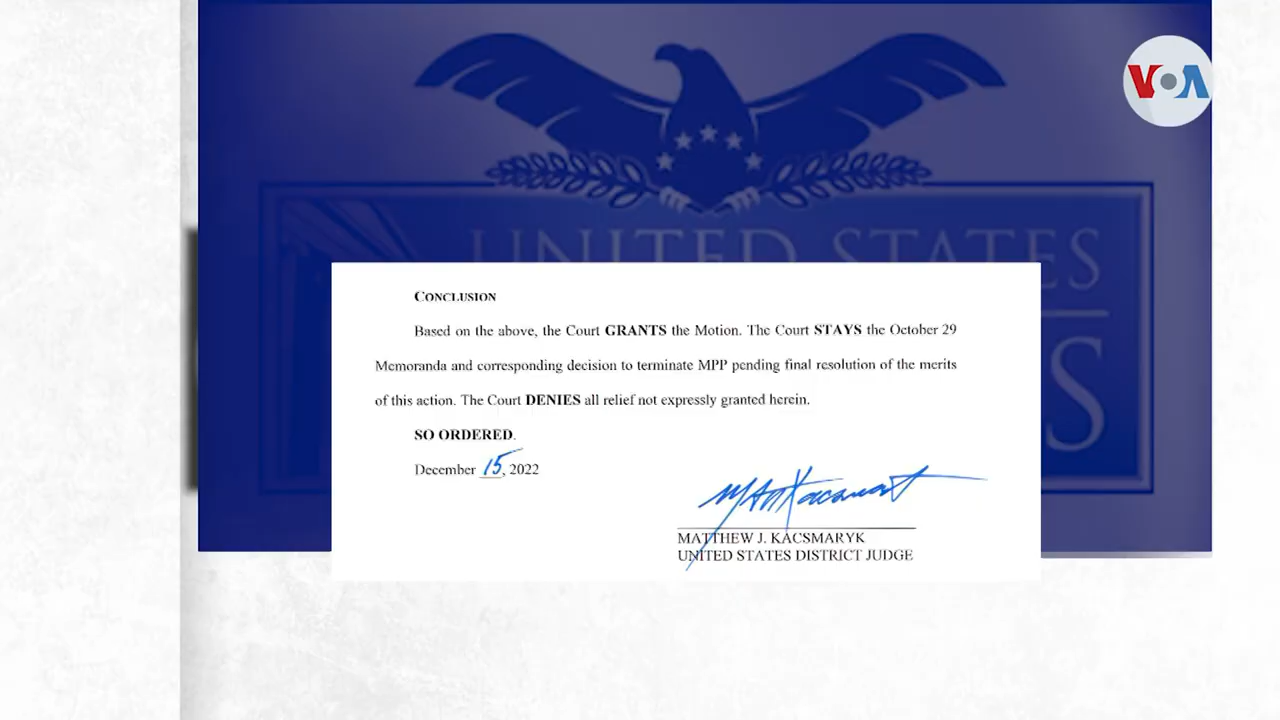 VOA
UNITED STATES
S
CONCLUSION
Based on the above, the Court GRANTS the Motion. The Court STAYS the October 29
Memoranda and corresponding decision to terminate MPP pending final resolution of the merits
of this action. The Court DENIES all relief not expressly granted herein.
SO ORDERED.
December 15, 2022
MATTHEW J. KACSMARYK
UNITED STATES DISTRICT JUDGE